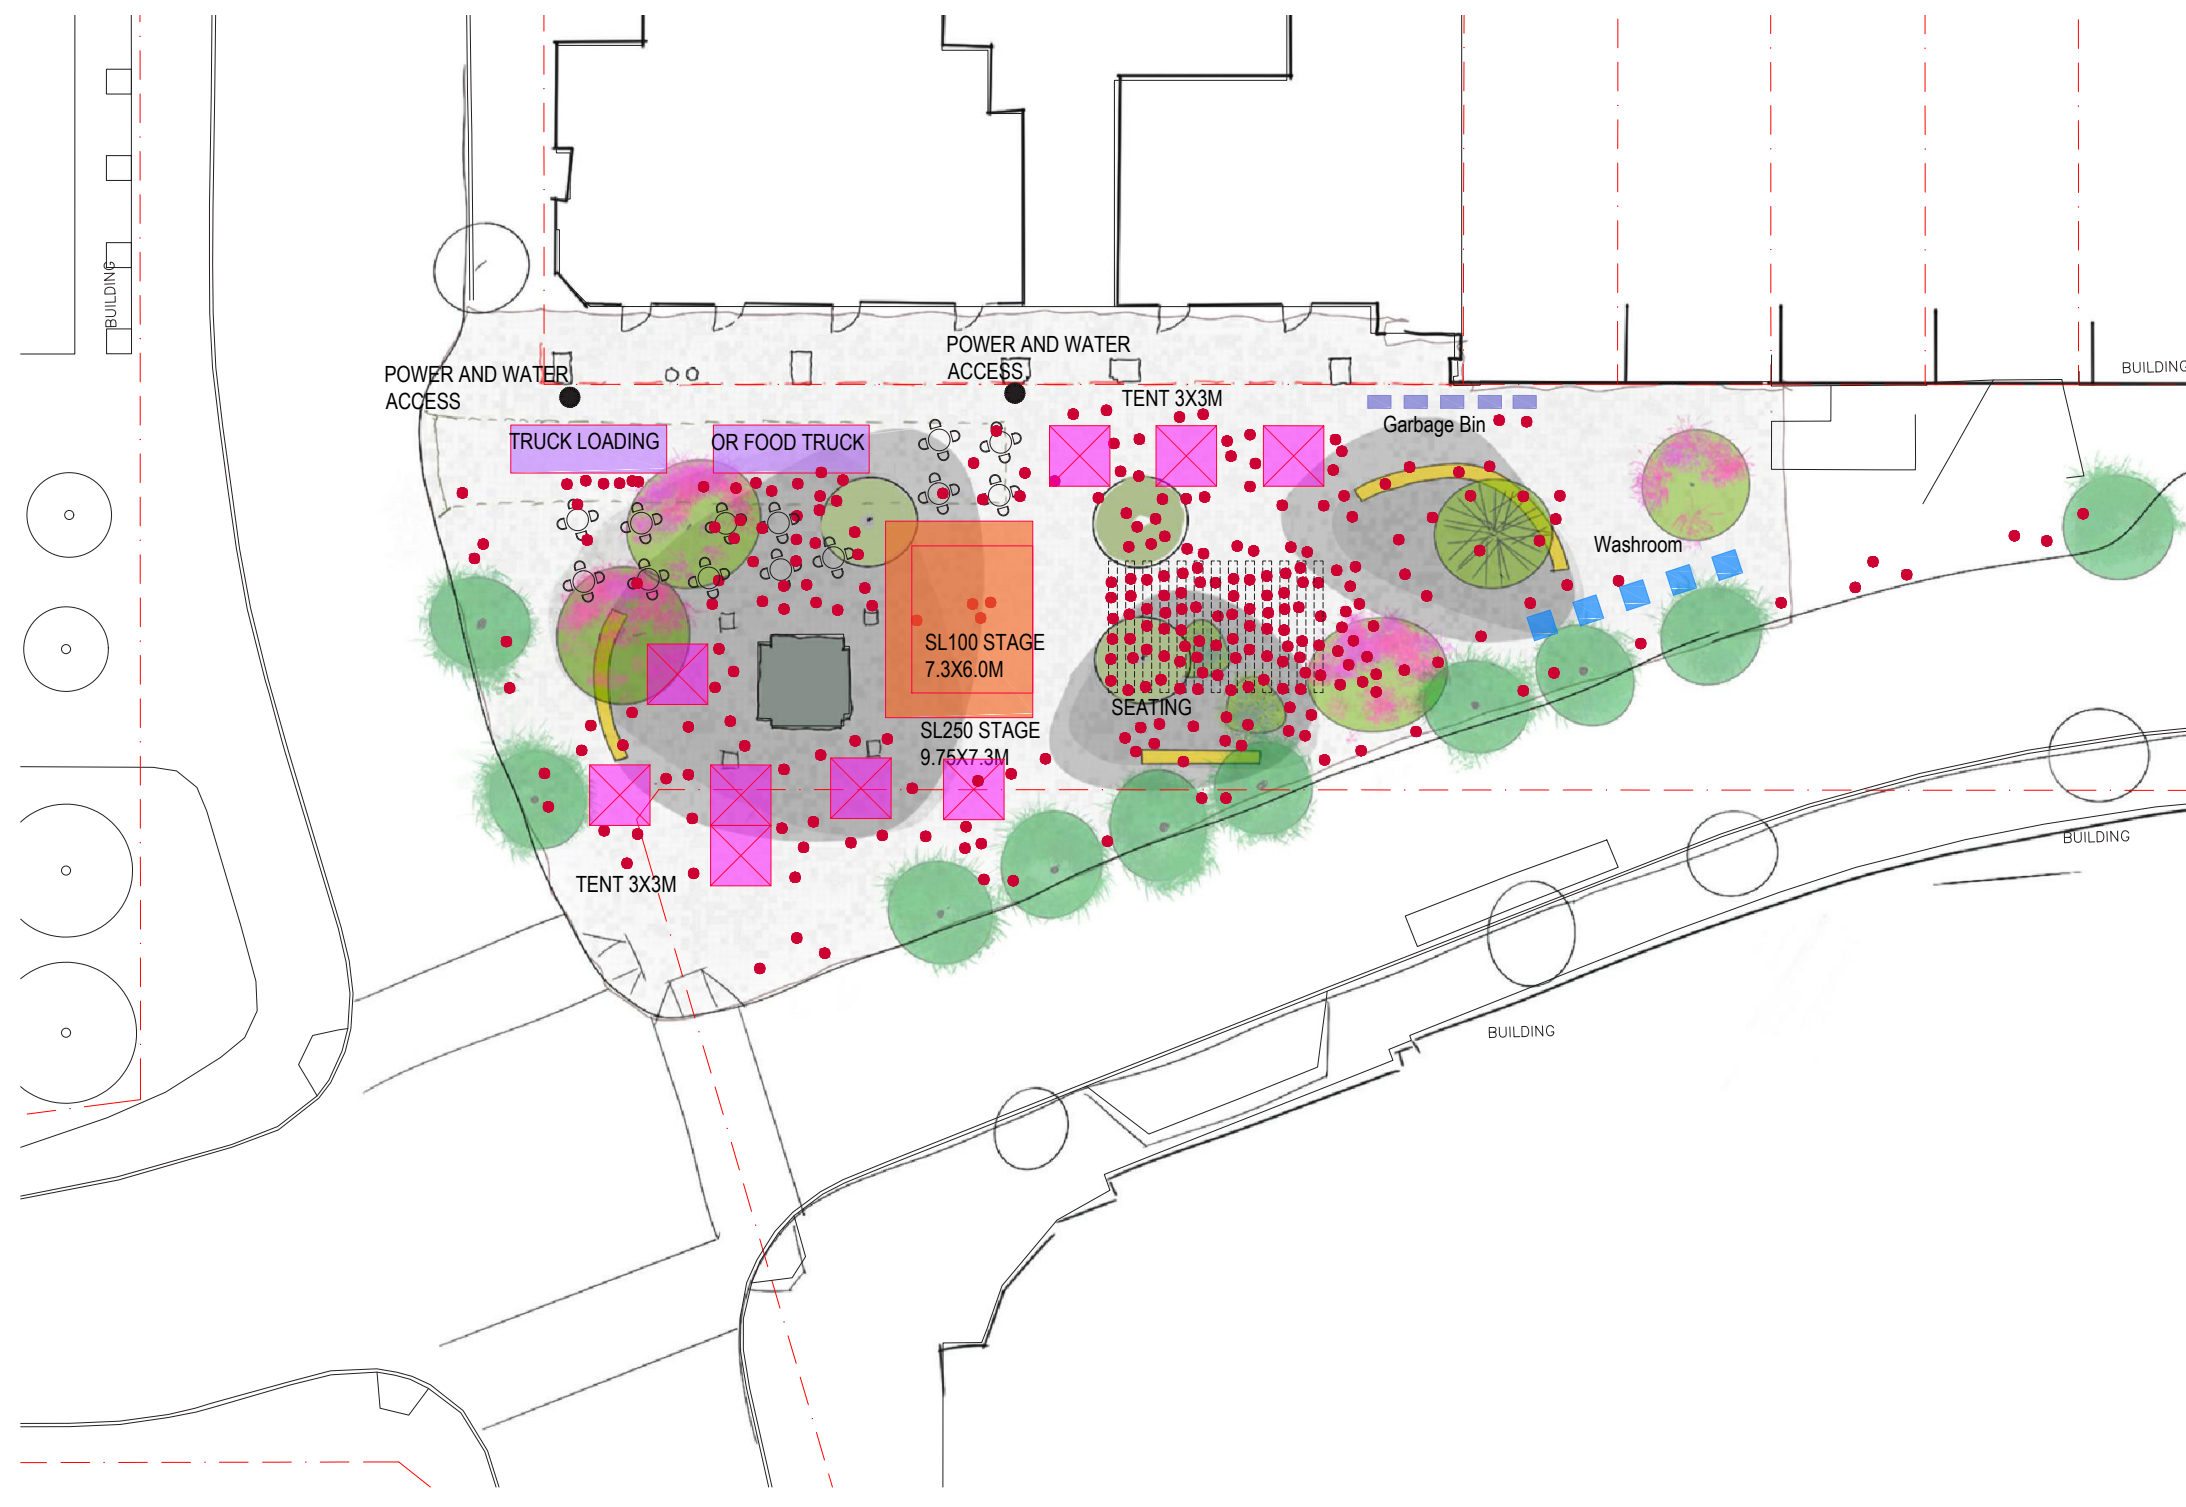 BUILDING
POWER AND WATER
ACCESS
POWER AND WATER
ACCESS
BUILDING
TENT 3X3M
Garbage Bin
TRUCK LOADING
OR FOOD TRUCK
Washroom
SL100 STAGE
7.3X6.0M
SEATING
SL250 STAGE
9.75X7.3M
BUILDING
TENT 3X3M
BUILDING